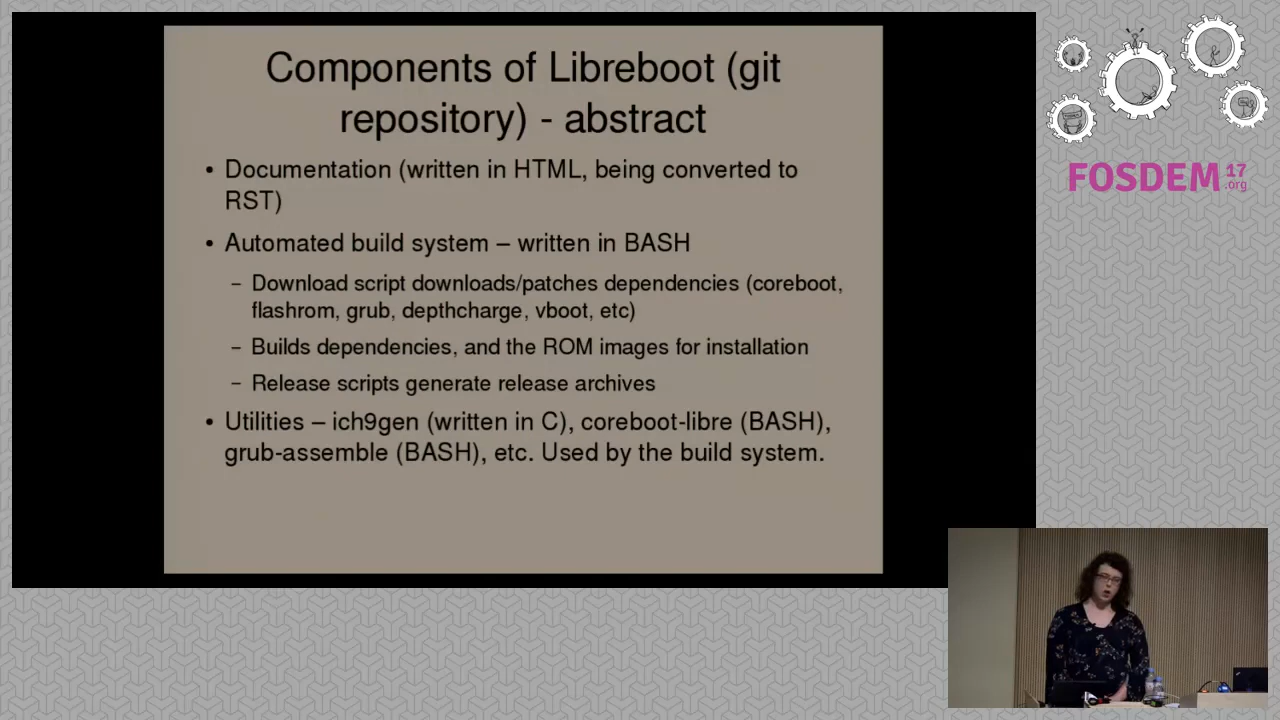 Components of Libreboot (git
repository) - abstract
• Documentation (written in HTML, being converted to
RST)
• Automated build system – written in BASH
– Download script downloads/patches dependencies (coreboot,
flashrom, grub, depthcharge, vboot, etc)
– Builds dependencies, and the ROM images for installation
– Release scripts generate release archives
• Utilities – ich9gen (written in C), coreboot-libre (BASH),
grub-assemble (BASH), etc. Used by the build system.
FOSDEM 17
.org